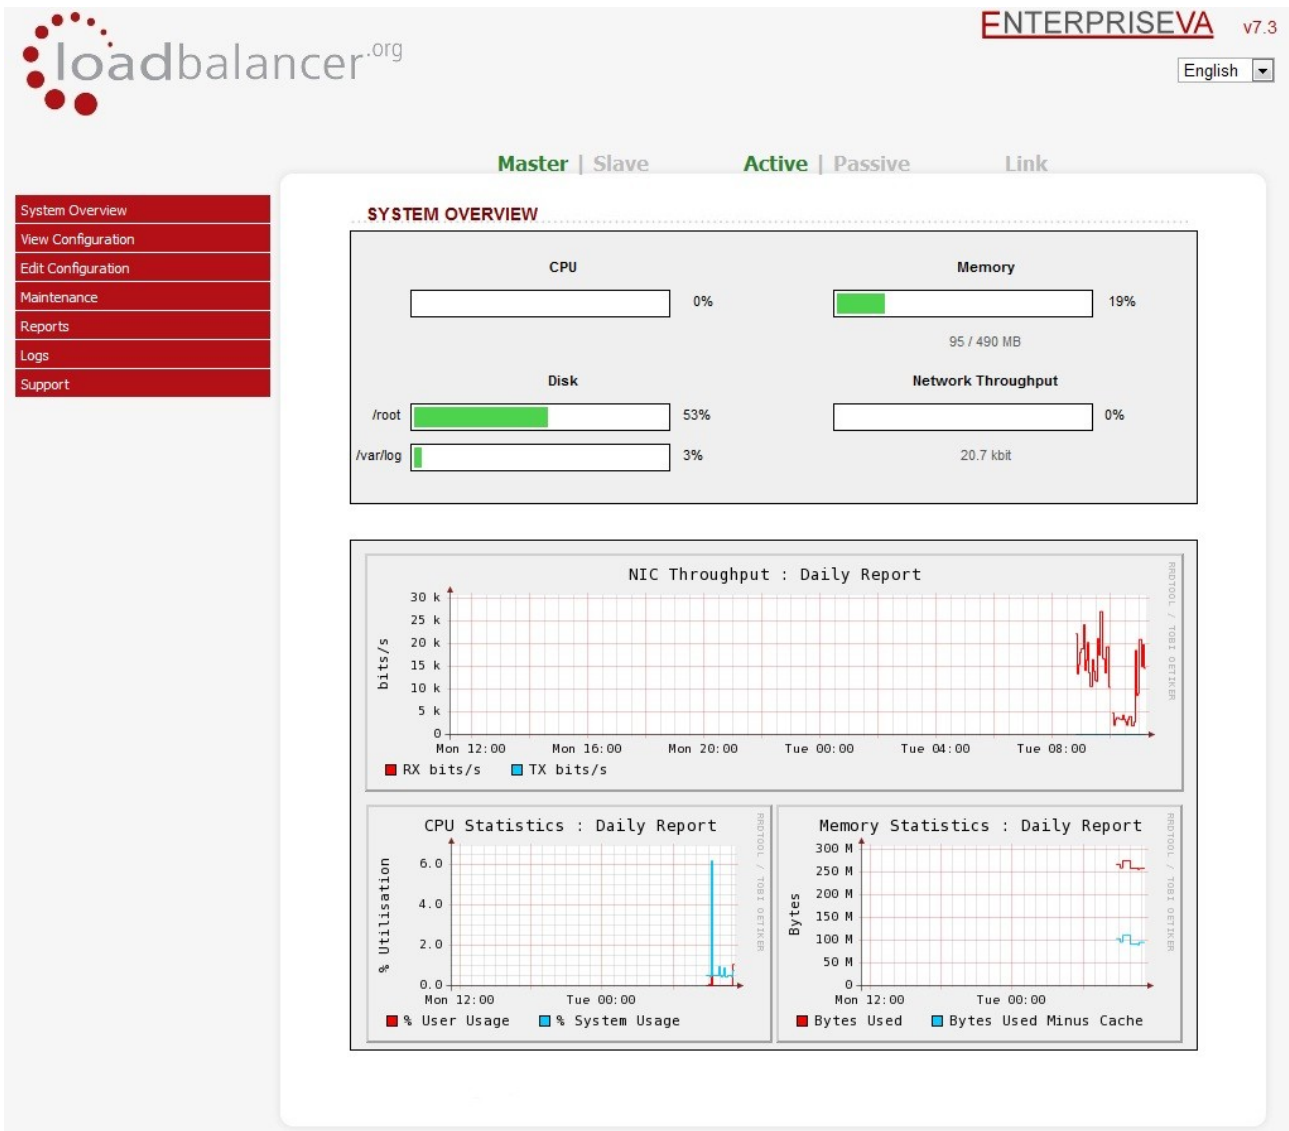 loadbalancer.org
ENTERPRISEVA v7.3
English
Master | Slave Active | Passive Link
System Overview
View Configuration
Edit Configuration
Maintenance
Reports
Logs
Support
SYSTEM OVERVIEW
CPU
0%
Memory
19%
95 / 490 MB
Disk
/root 53%
/var/log 3%
Network Throughput
0%
20.7 kbit
NIC Throughput : Daily Report
RRDTOOL / TOBI OETIKER
bits/s
30 k
25 k
20 k
15 k
10 k
5 k
0
Mon 12:00 Mon 16:00 Mon 20:00 Tue 00:00 Tue 04:00 Tue 08:00
RX bits/s TX bits/s
CPU Statistics : Daily Report
RRDTOOL / TOBI OETIKER
% Utilisation
6.0
4.0
2.0
0.0
Mon 12:00 Tue 00:00
% User Usage % System Usage
Memory Statistics : Daily Report
RRDTOOL / TOBI OETIKER
Bytes
300 M
250 M
200 M
150 M
100 M
50 M
0
Mon 12:00 Tue 00:00
Bytes Used Bytes Used Minus Cache